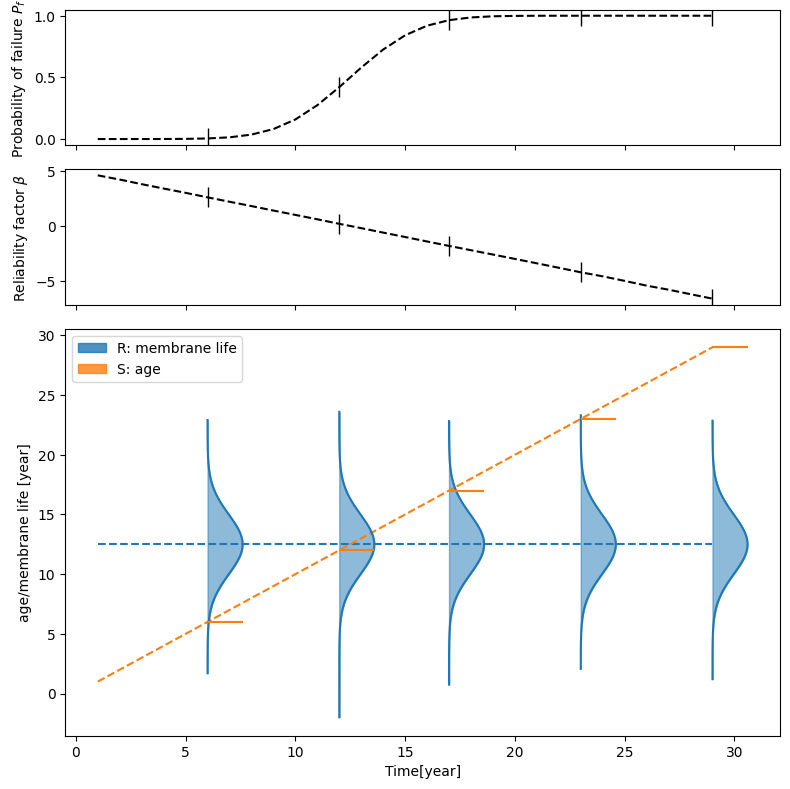 Probability of failure P_f
1.0
0.5
0.0
Reliability factor β
5
0
−5
age/membrane life [year]
30
25
20
15
10
5
0
R: membrane life
S: age
0 5 10 15 20 25 30
Time[year]